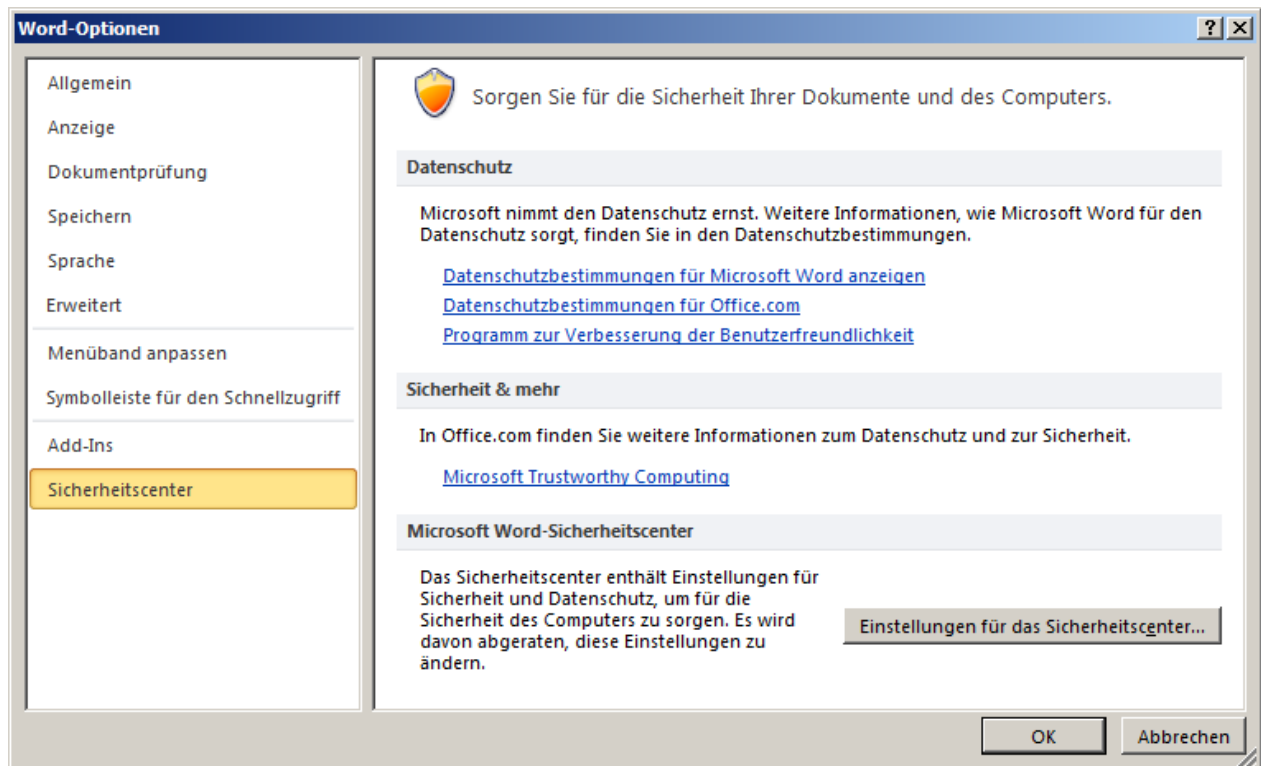 Word-Optionen
Allgemein
Anzeige
Dokumentprüfung
Speichern
Sprache
Erweitert
Menüband anpassen
Symbolleiste für den Schnellzugriff
Add-Ins
Sicherheitscenter
Sorgen Sie für die Sicherheit Ihrer Dokumente und des Computers.
Datenschutz
Microsoft nimmt den Datenschutz ernst. Weitere Informationen, wie Microsoft Word für den
Datenschutz sorgt, finden Sie in den Datenschutzbestimmungen.
Datenschutzbestimmungen für Microsoft Word anzeigen
Datenschutzbestimmungen für Office.com
Programm zur Verbesserung der Benutzerfreundlichkeit
Sicherheit & mehr
In Office.com finden Sie weitere Informationen zum Datenschutz und zur Sicherheit.
Microsoft Trustworthy Computing
Microsoft Word-Sicherheitscenter
Das Sicherheitscenter enthält Einstellungen für
Sicherheit und Datenschutz, um für die
Sicherheit des Computers zu sorgen. Es wird
davon abgeraten, diese Einstellungen zu
ändern.
Einstellungen für das Sicherheitscenter...
OK
Abbrechen